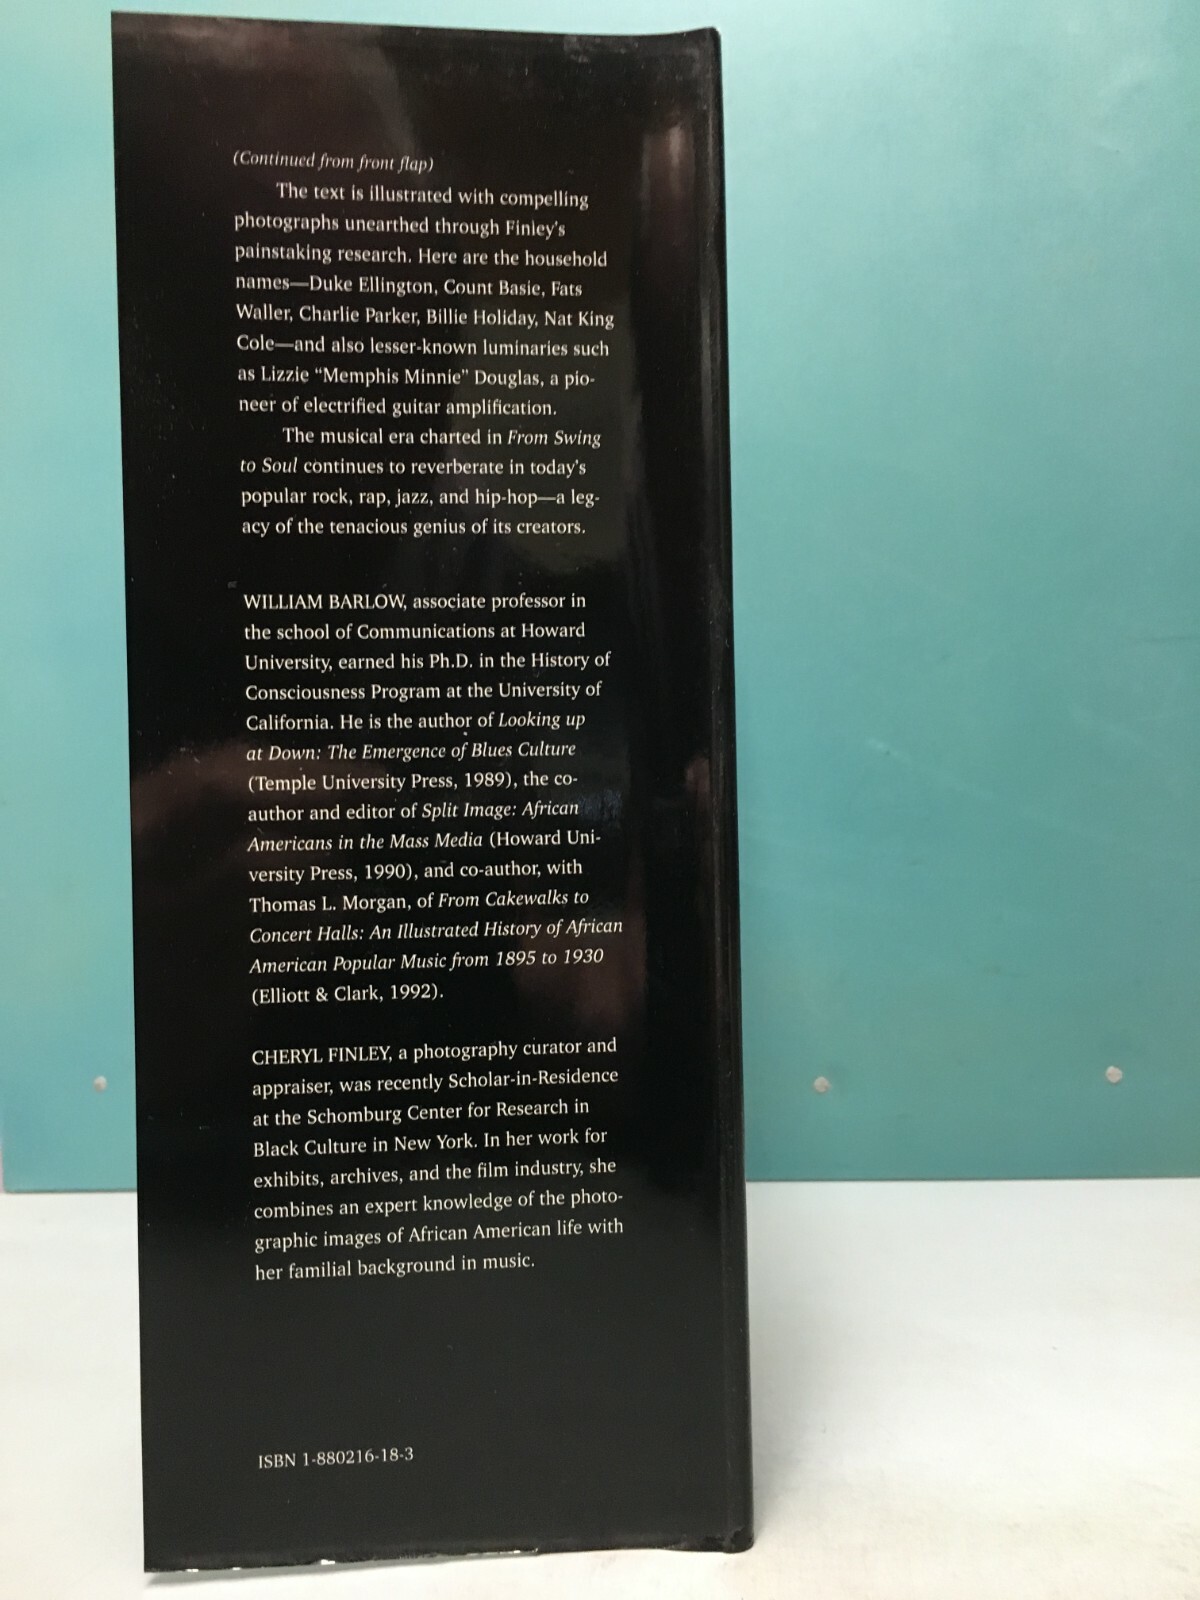 (Continued from front flap)
The text is illustrated with compelling
photographs unearthed through Finley's
painstaking research. Here are the household
names—Duke Ellington, Count Basie, Fats
Waller, Charlie Parker, Billie Holiday, Nat King
Cole—and also lesser-known luminaries such
as Lizzie “Memphis Minnie” Douglas, a pio-
neer of electrified guitar amplification.
The musical era charted in From Swing
to Soul continues to reverberate in today's
popular rock, rap, jazz, and hip-hop—a leg-
acy of the tenacious genius of its creators.
WILLIAM BARLOW, associate professor in
the school of Communications at Howard
University, earned his Ph.D. in the History of
Consciousness Program at the University of
California. He is the author of Looking up
at Down: The Emergence of Blues Culture
(Temple University Press, 1989), the co-
author and editor of Split Image: African
Americans in the Mass Media (Howard Uni-
versity Press, 1990), and co-author, with
Thomas L. Morgan, of From Cakewalks to
Concert Halls: An Illustrated History of African
American Popular Music from 1895 to 1930
(Elliott & Clark, 1992).
CHERYL FINLEY, a photography curator and
appraiser, was recently Scholar-in-Residence
at the Schomburg Center for Research in
Black Culture in New York. In her work for
exhibits, archives, and the film industry, she
combines an expert knowledge of the photo-
graphic images of African American life with
her familial background in music.
ISBN 1-880216-18-3